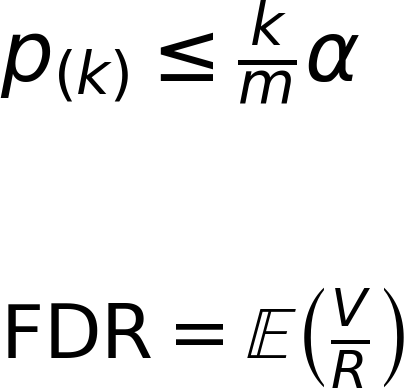 p₍ₖ₎ ≤ k/m α
FDR = 𝔼(V/R)